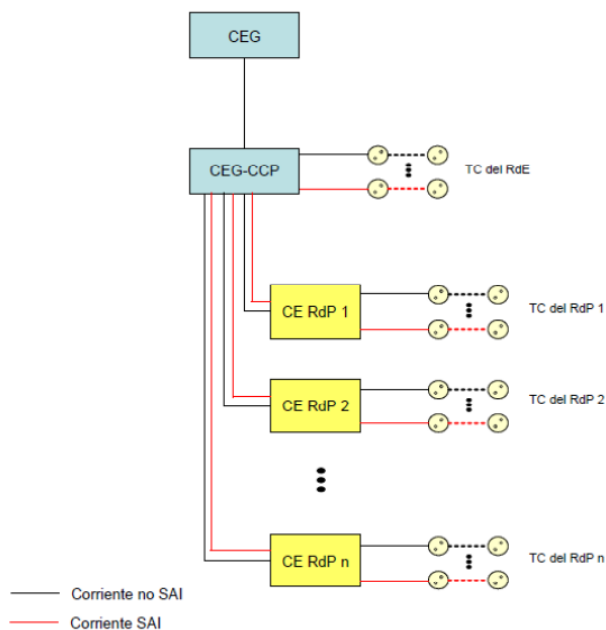 CEG
CEG-CCP
TC del RdE
CE RdP 1
TC del RdP 1
CE RdP 2
TC del RdP 2
CE RdP n
TC del RdP n
Corriente no SAI
Corriente SAI